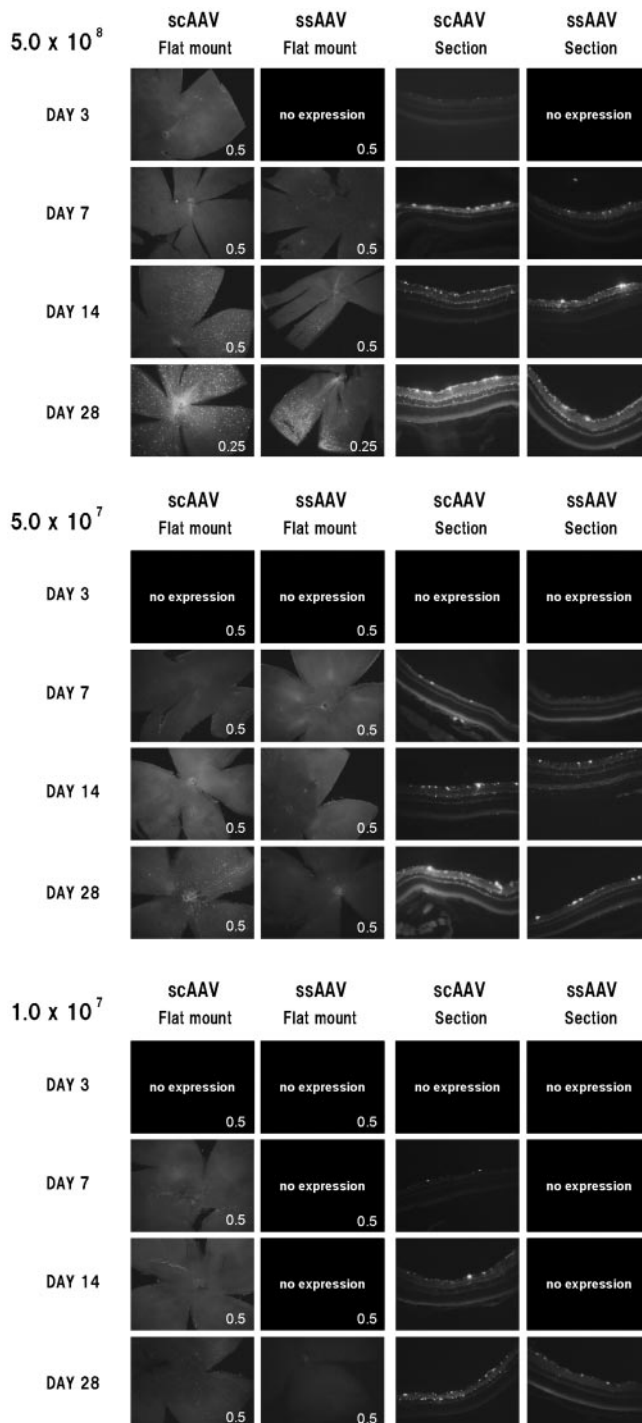 5.0 x 10⁸ scAAV ssAAV scAAV ssAAV
Flat mount Flat mount Section Section
DAY 3 no expression no expression
0.5 0.5
DAY 7
0.5 0.5
DAY 14
0.5 0.5
DAY 28
0.25 0.25
5.0 x 10⁷ scAAV ssAAV scAAV ssAAV
Flat mount Flat mount Section Section
DAY 3 no expression no expression no expression no expression
0.5 0.5
DAY 7
0.5 0.5
DAY 14
0.5 0.5
DAY 28
0.5 0.5
1.0 x 10⁷ scAAV ssAAV scAAV ssAAV
Flat mount Flat mount Section Section
DAY 3 no expression no expression no expression no expression
0.5 0.5
DAY 7 no expression no expression
0.5 0.5
DAY 14 no expression no expression
0.5 0.5
DAY 28
0.5 0.5